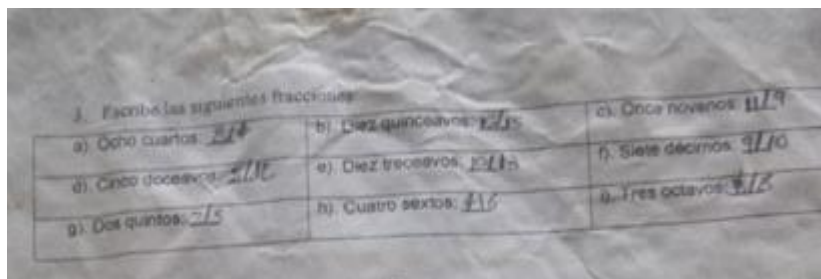 3. Escribe las siguientes fracciones:
a). Ocho cuartos: 8/4
b). Diez quinceavos: 10/15
c). Once novenos: 11/9
d). Cinco doceavos: 5/12
e). Diez treceavos: 10/13
f). Siete décimos: /10
g). Dos quintos: 2/5
h). Cuatro sextos: 4/6
i). Tres octavos: /8